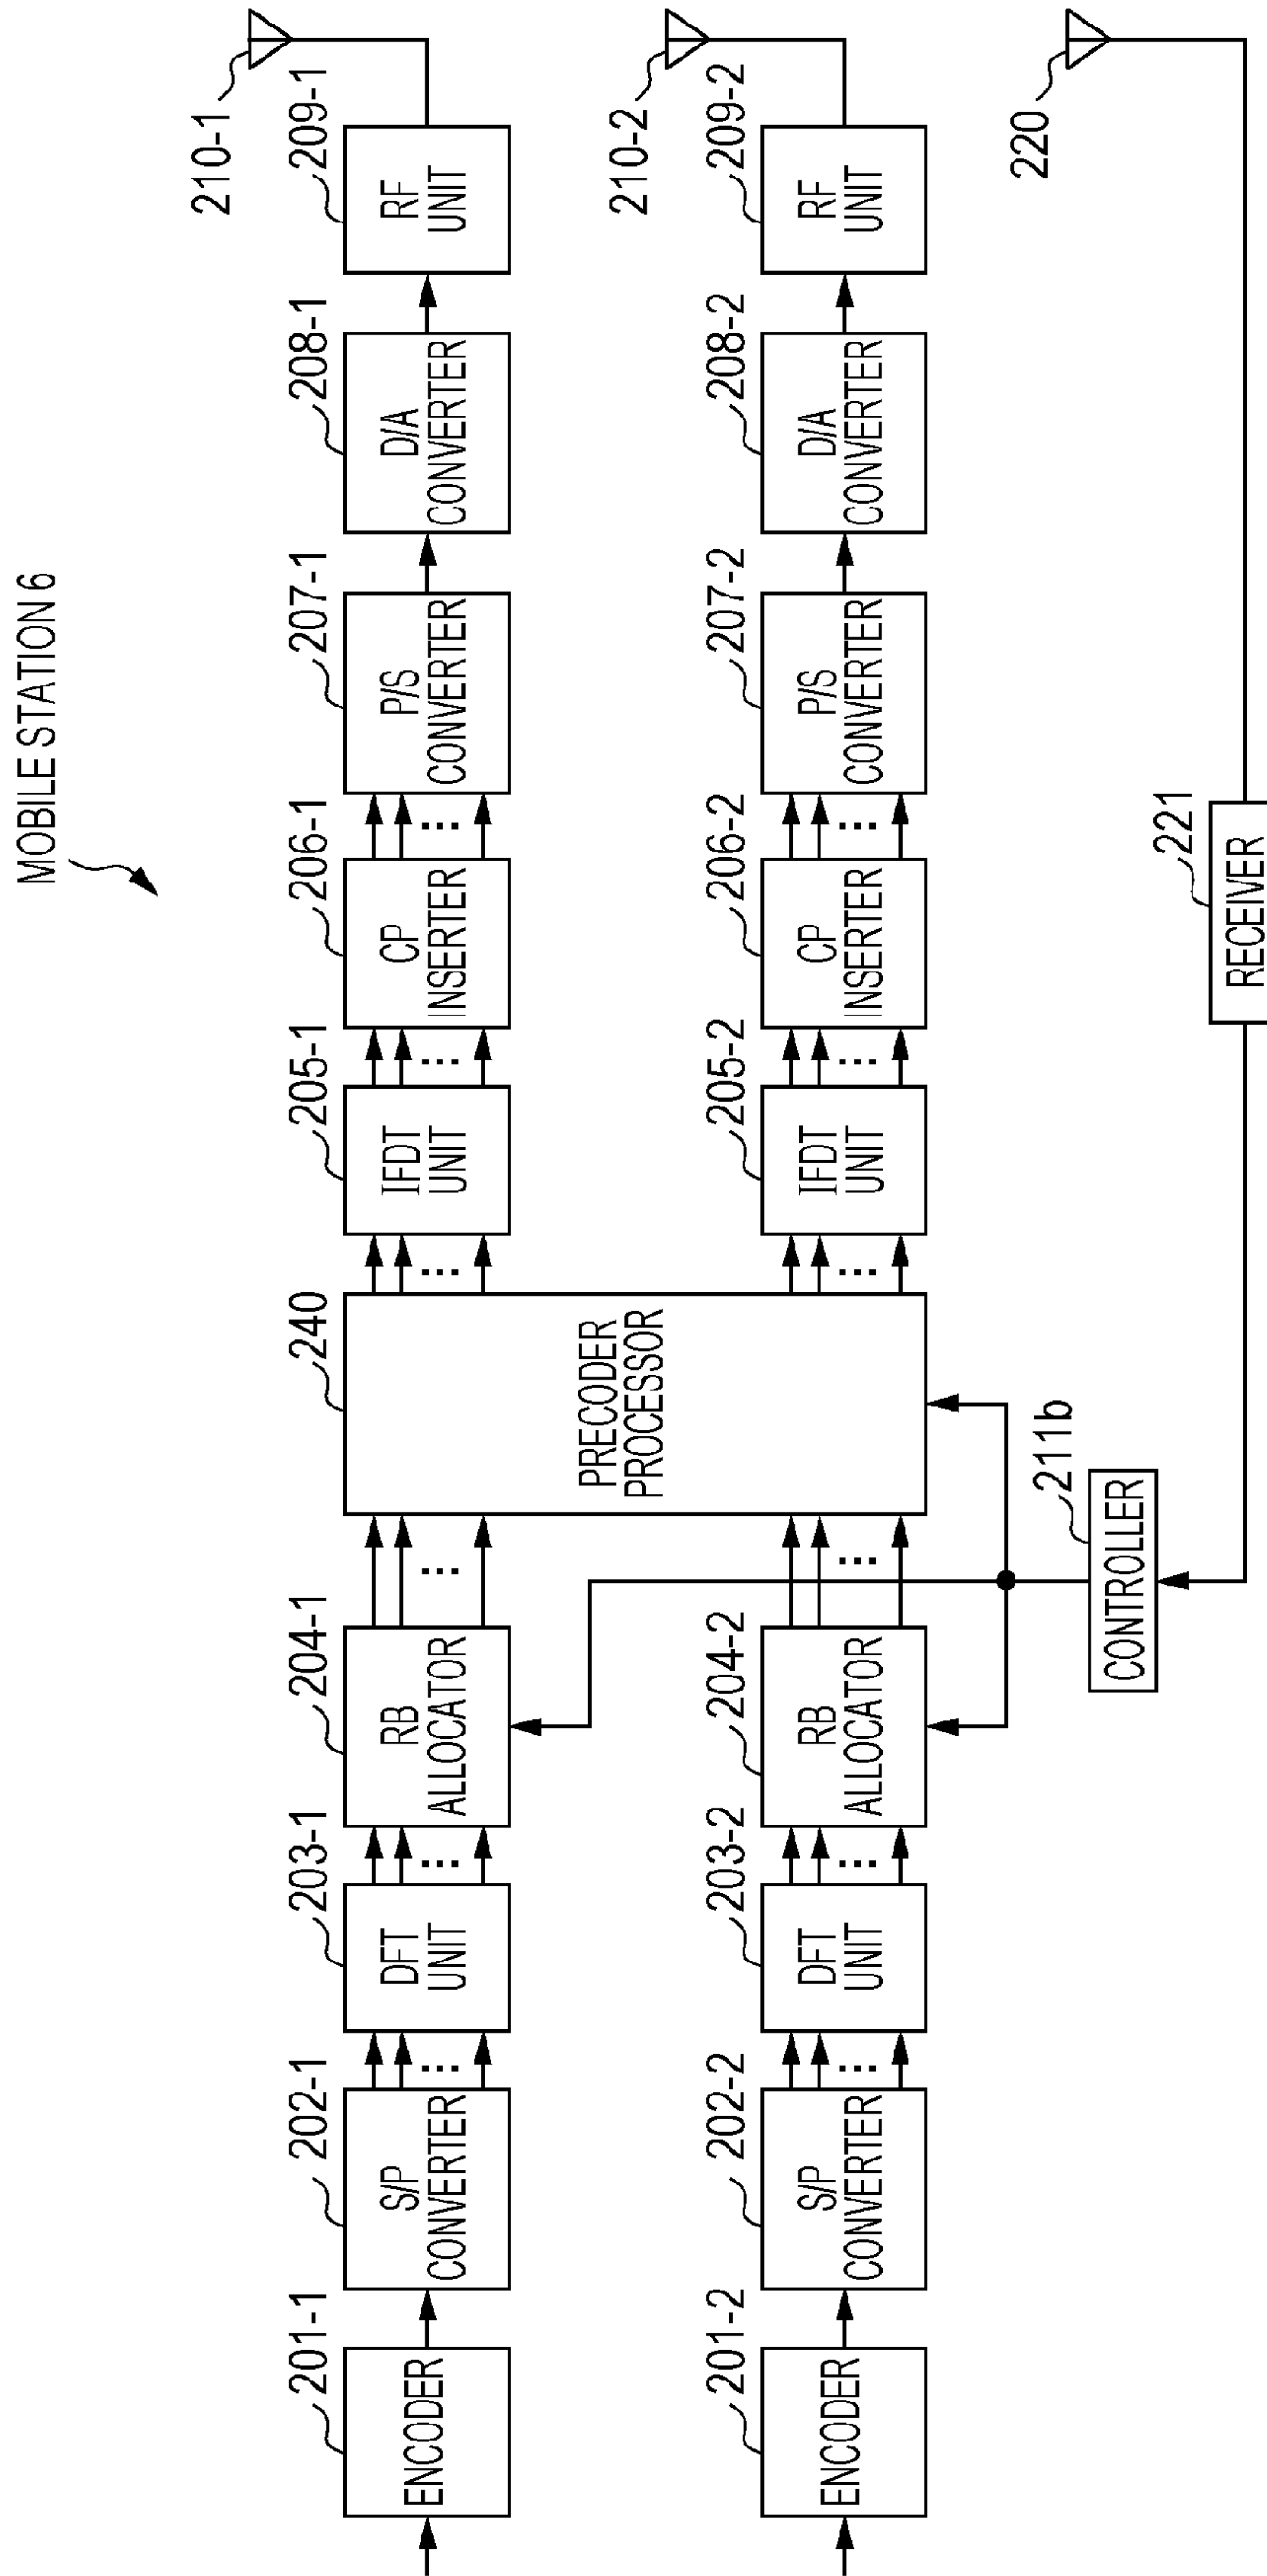 MOBILE STATION 6
201-1
202-1
203-1
204-1
240
205-1
206-1
207-1
208-1
209-1
210-1
ENCODER
S/P
CONVERTER
DFT
UNIT
RB
ALLOCATOR
PRECODER
PROCESSOR
IFDT
UNIT
CP
INSERTER
P/S
CONVERTER
D/A
CONVERTER
RF
UNIT
...
...
...
...
...
...
201-2
202-2
203-2
204-2
205-2
206-2
207-2
208-2
209-2
210-2
ENCODER
S/P
CONVERTER
DFT
UNIT
RB
ALLOCATOR
IFDT
UNIT
CP
INSERTER
P/S
CONVERTER
D/A
CONVERTER
RF
UNIT
...
...
...
...
...
...
211b
CONTROLLER
221
RECEIVER
220